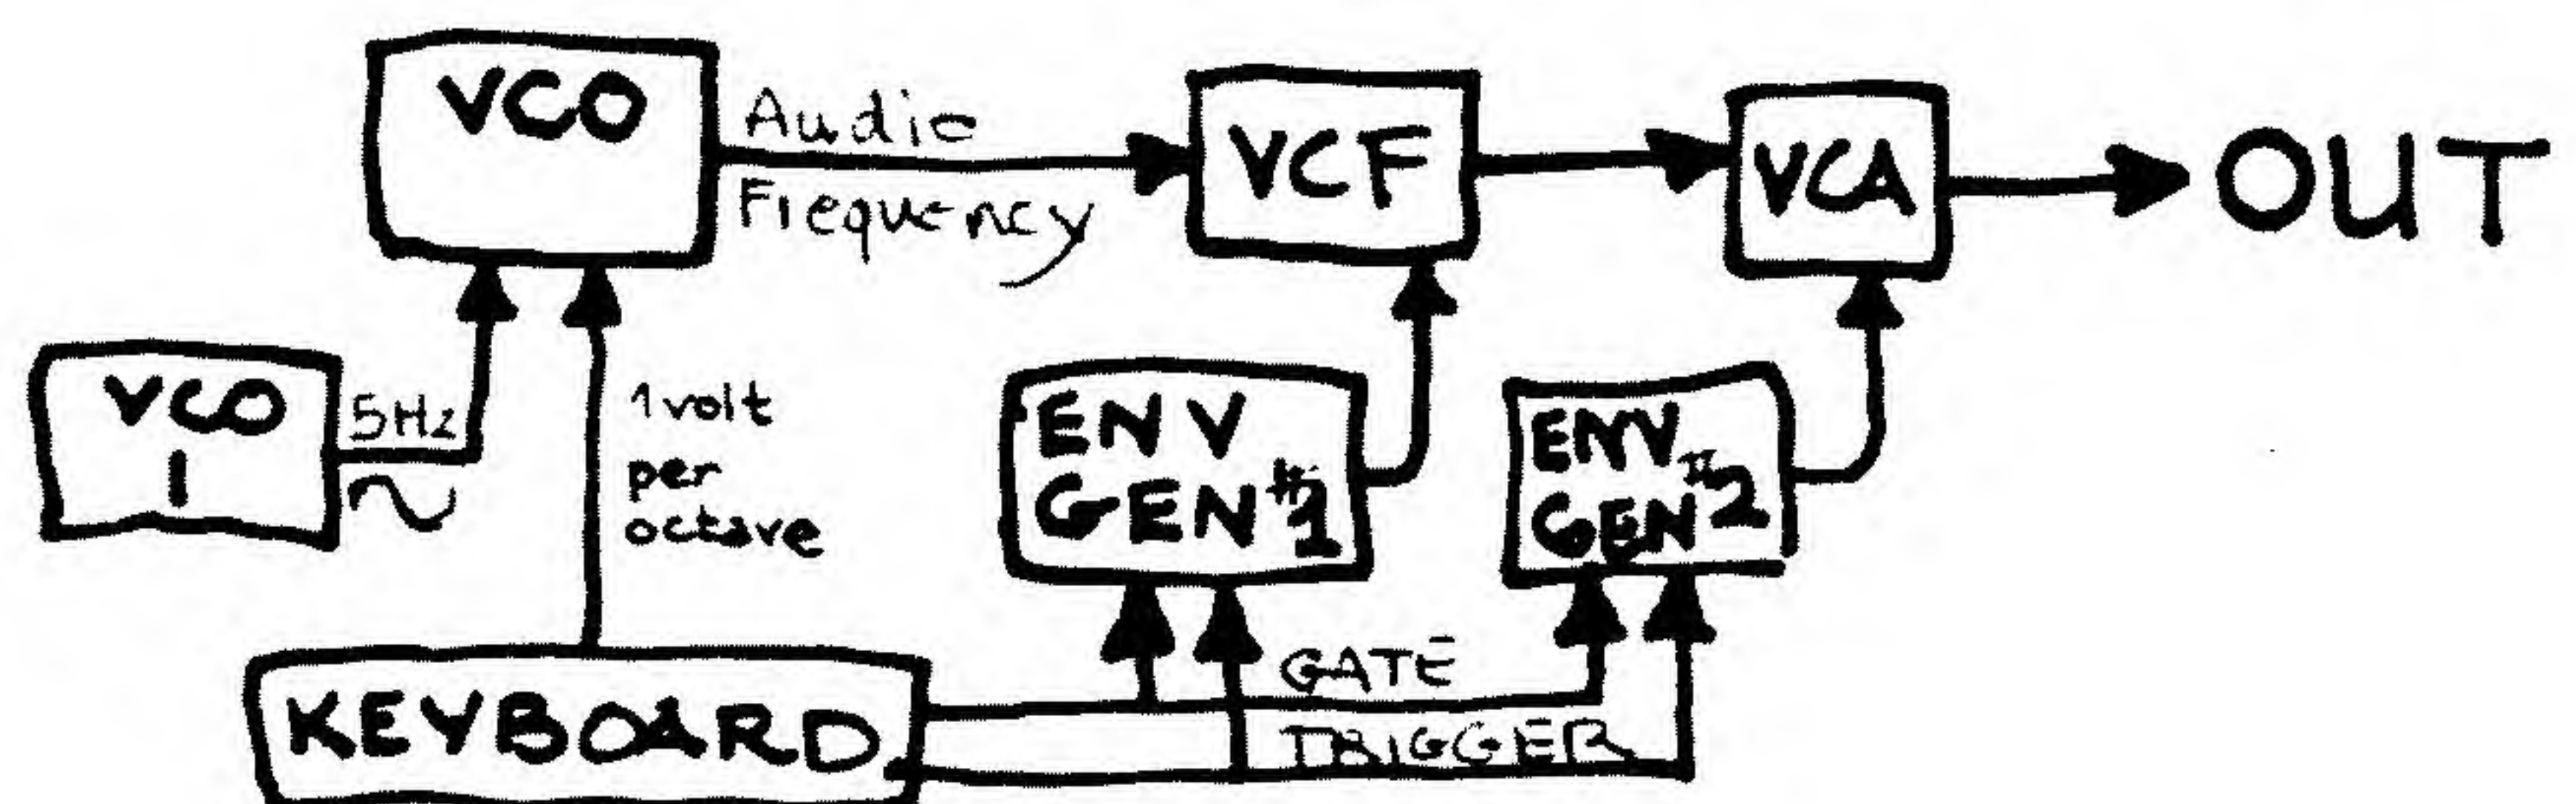 VCO
Audio
Frequency
VCF
VCA
OUT
VCO
1
5Hz
1 volt
per
octave
ENV
GEN #1
ENV
GEN #2
KEYBOARD
GATE
TRIGGER